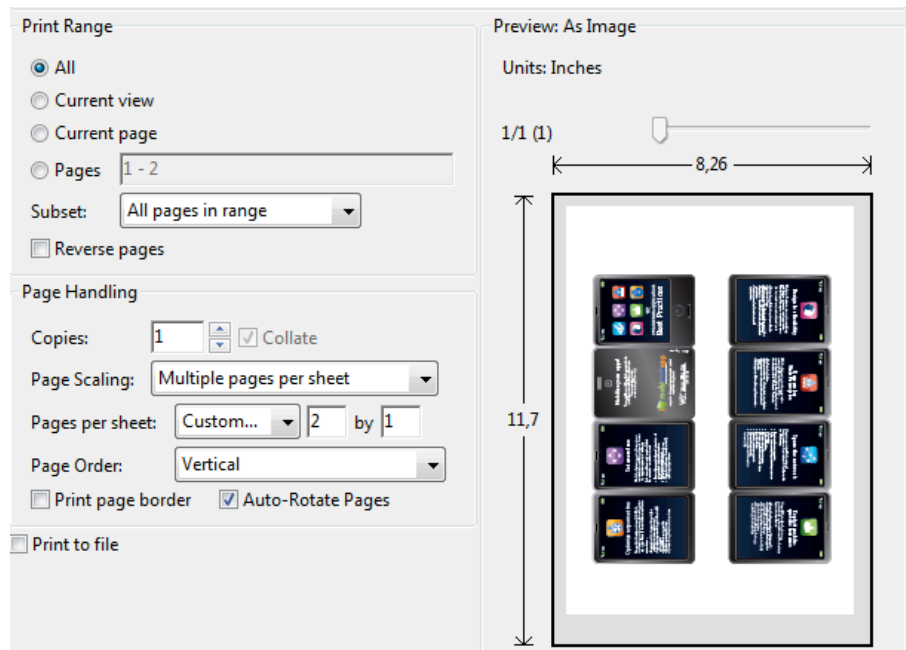 Print Range
All
Current view
Current page
Pages 1 - 2
Subset: All pages in range
Reverse pages
Page Handling
Copies: 1 Collate
Page Scaling: Multiple pages per sheet
Pages per sheet: Custom... 2 by 1
Page Order: Vertical
Print page border Auto-Rotate Pages
Print to file
Preview: As Image
Units: Inches
1/1 (1)
8,26
11,7
Best Practices